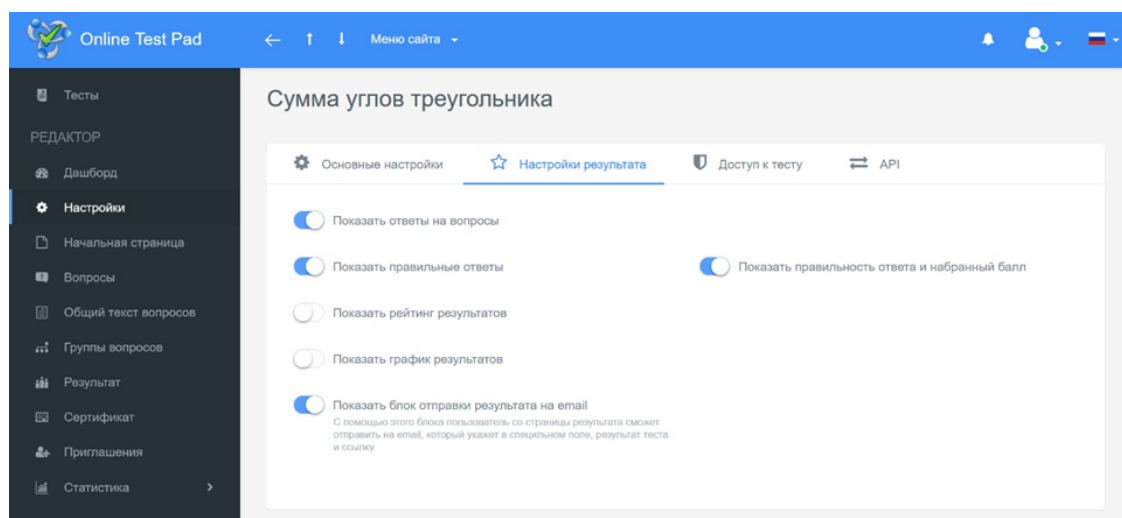 Online Test Pad
Меню сайта
Тесты
РЕДАКТОР
Дашборд
Настройки
Начальная страница
Вопросы
Общий текст вопросов
Группы вопросов
Результат
Сертификат
Приглашения
Статистика
Сумма углов треугольника
Основные настройки
Настройки результата
Доступ к тесту
API
Показать ответы на вопросы
Показать правильные ответы
Показать правильность ответа и набранный балл
Показать рейтинг результатов
Показать график результатов
Показать блок отправки результата на email
С помощью этого блока пользователь со страницы результата сможет
отправить на email, который укажет в специльном поле, результат теста
и ссылку.